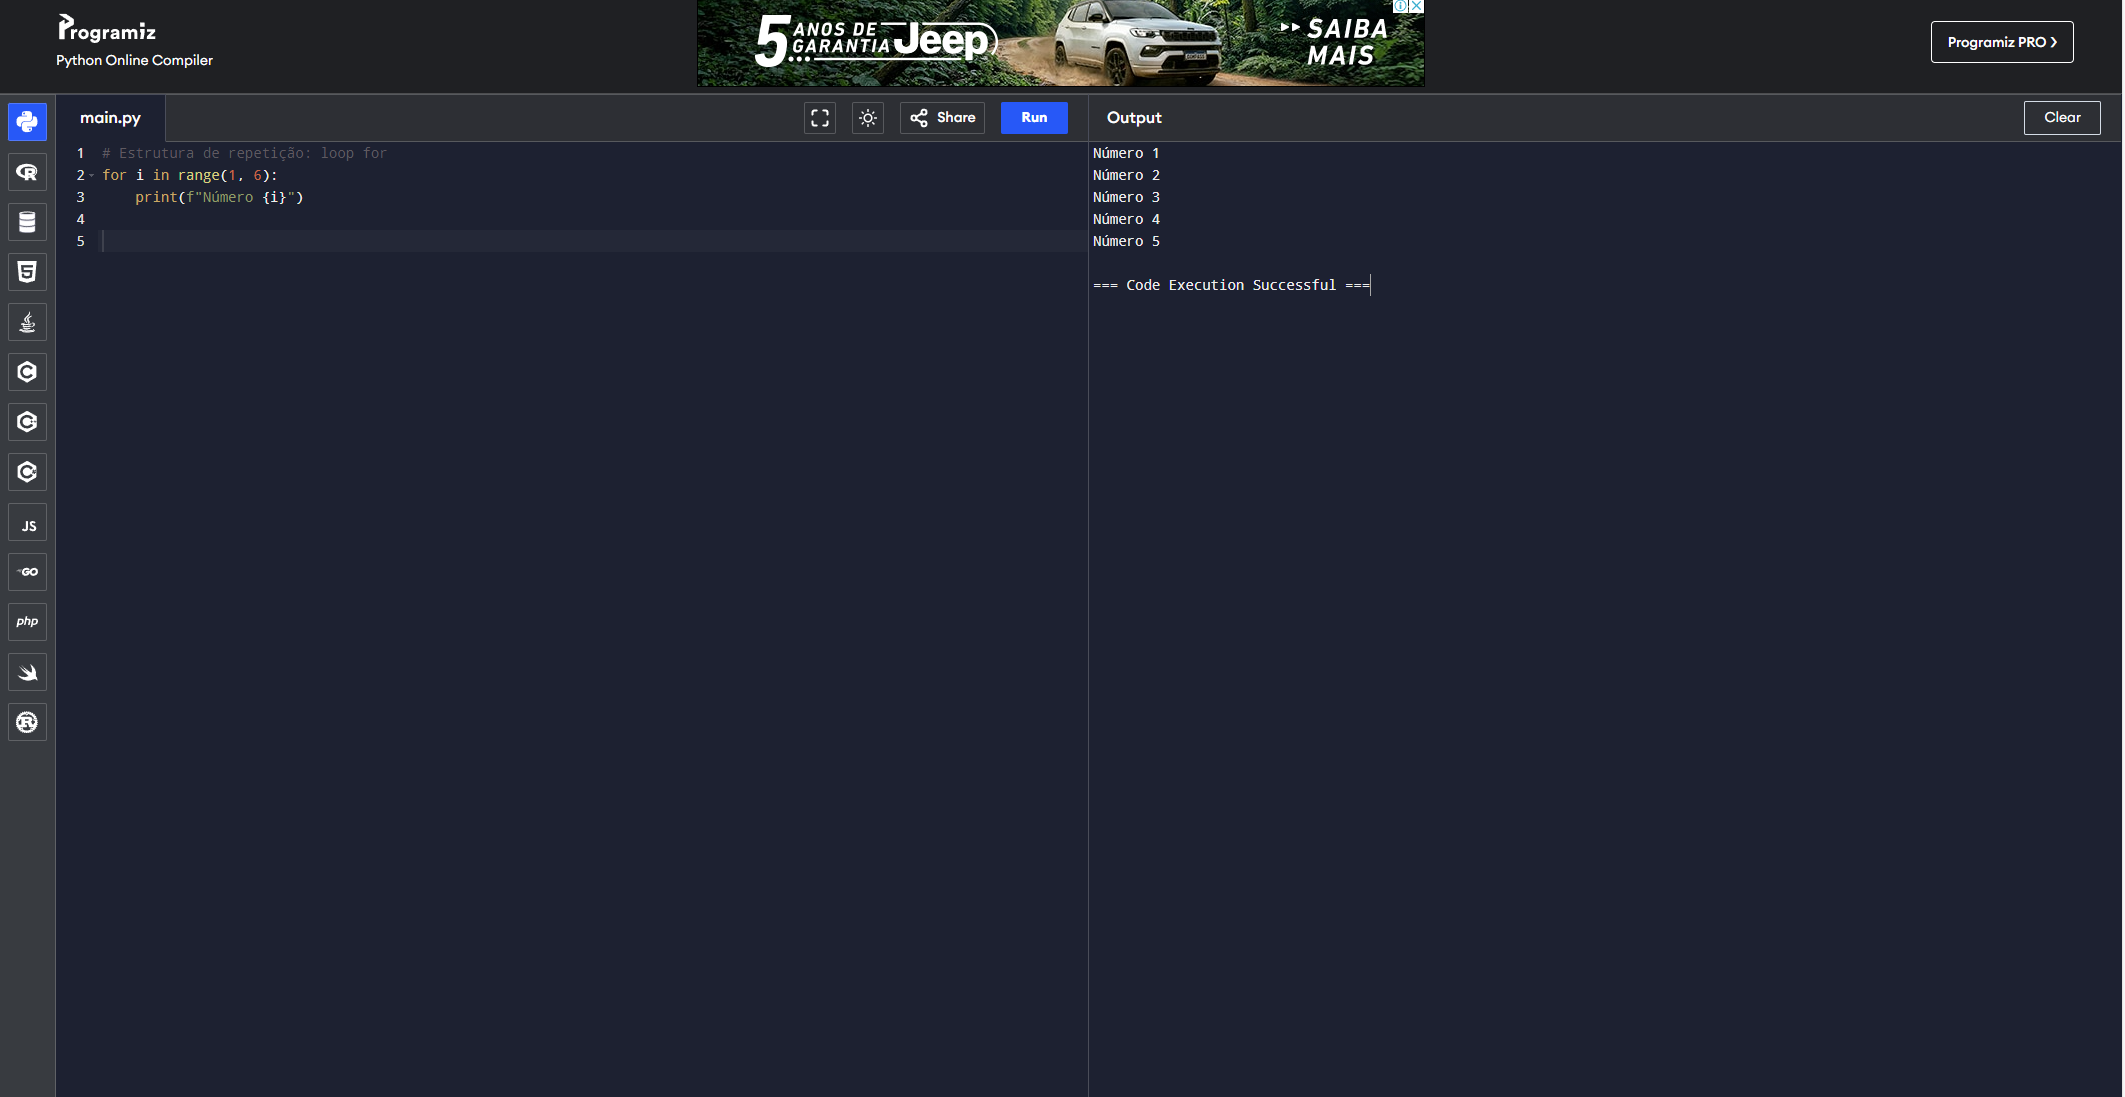 Programiz
Python Online Compiler
5 ANOS DE GARANTIA Jeep
SAIBA MAIS
Programiz PRO
main.py
Share
Run
Output
Clear
1 # Estrutura de repetição: loop for
2 for i in range(1, 6):
3     print(f"Número {i}")
4
5
Número 1
Número 2
Número 3
Número 4
Número 5
=== Code Execution Successful ===
R
5
C
C
C
JS
GO
php
R